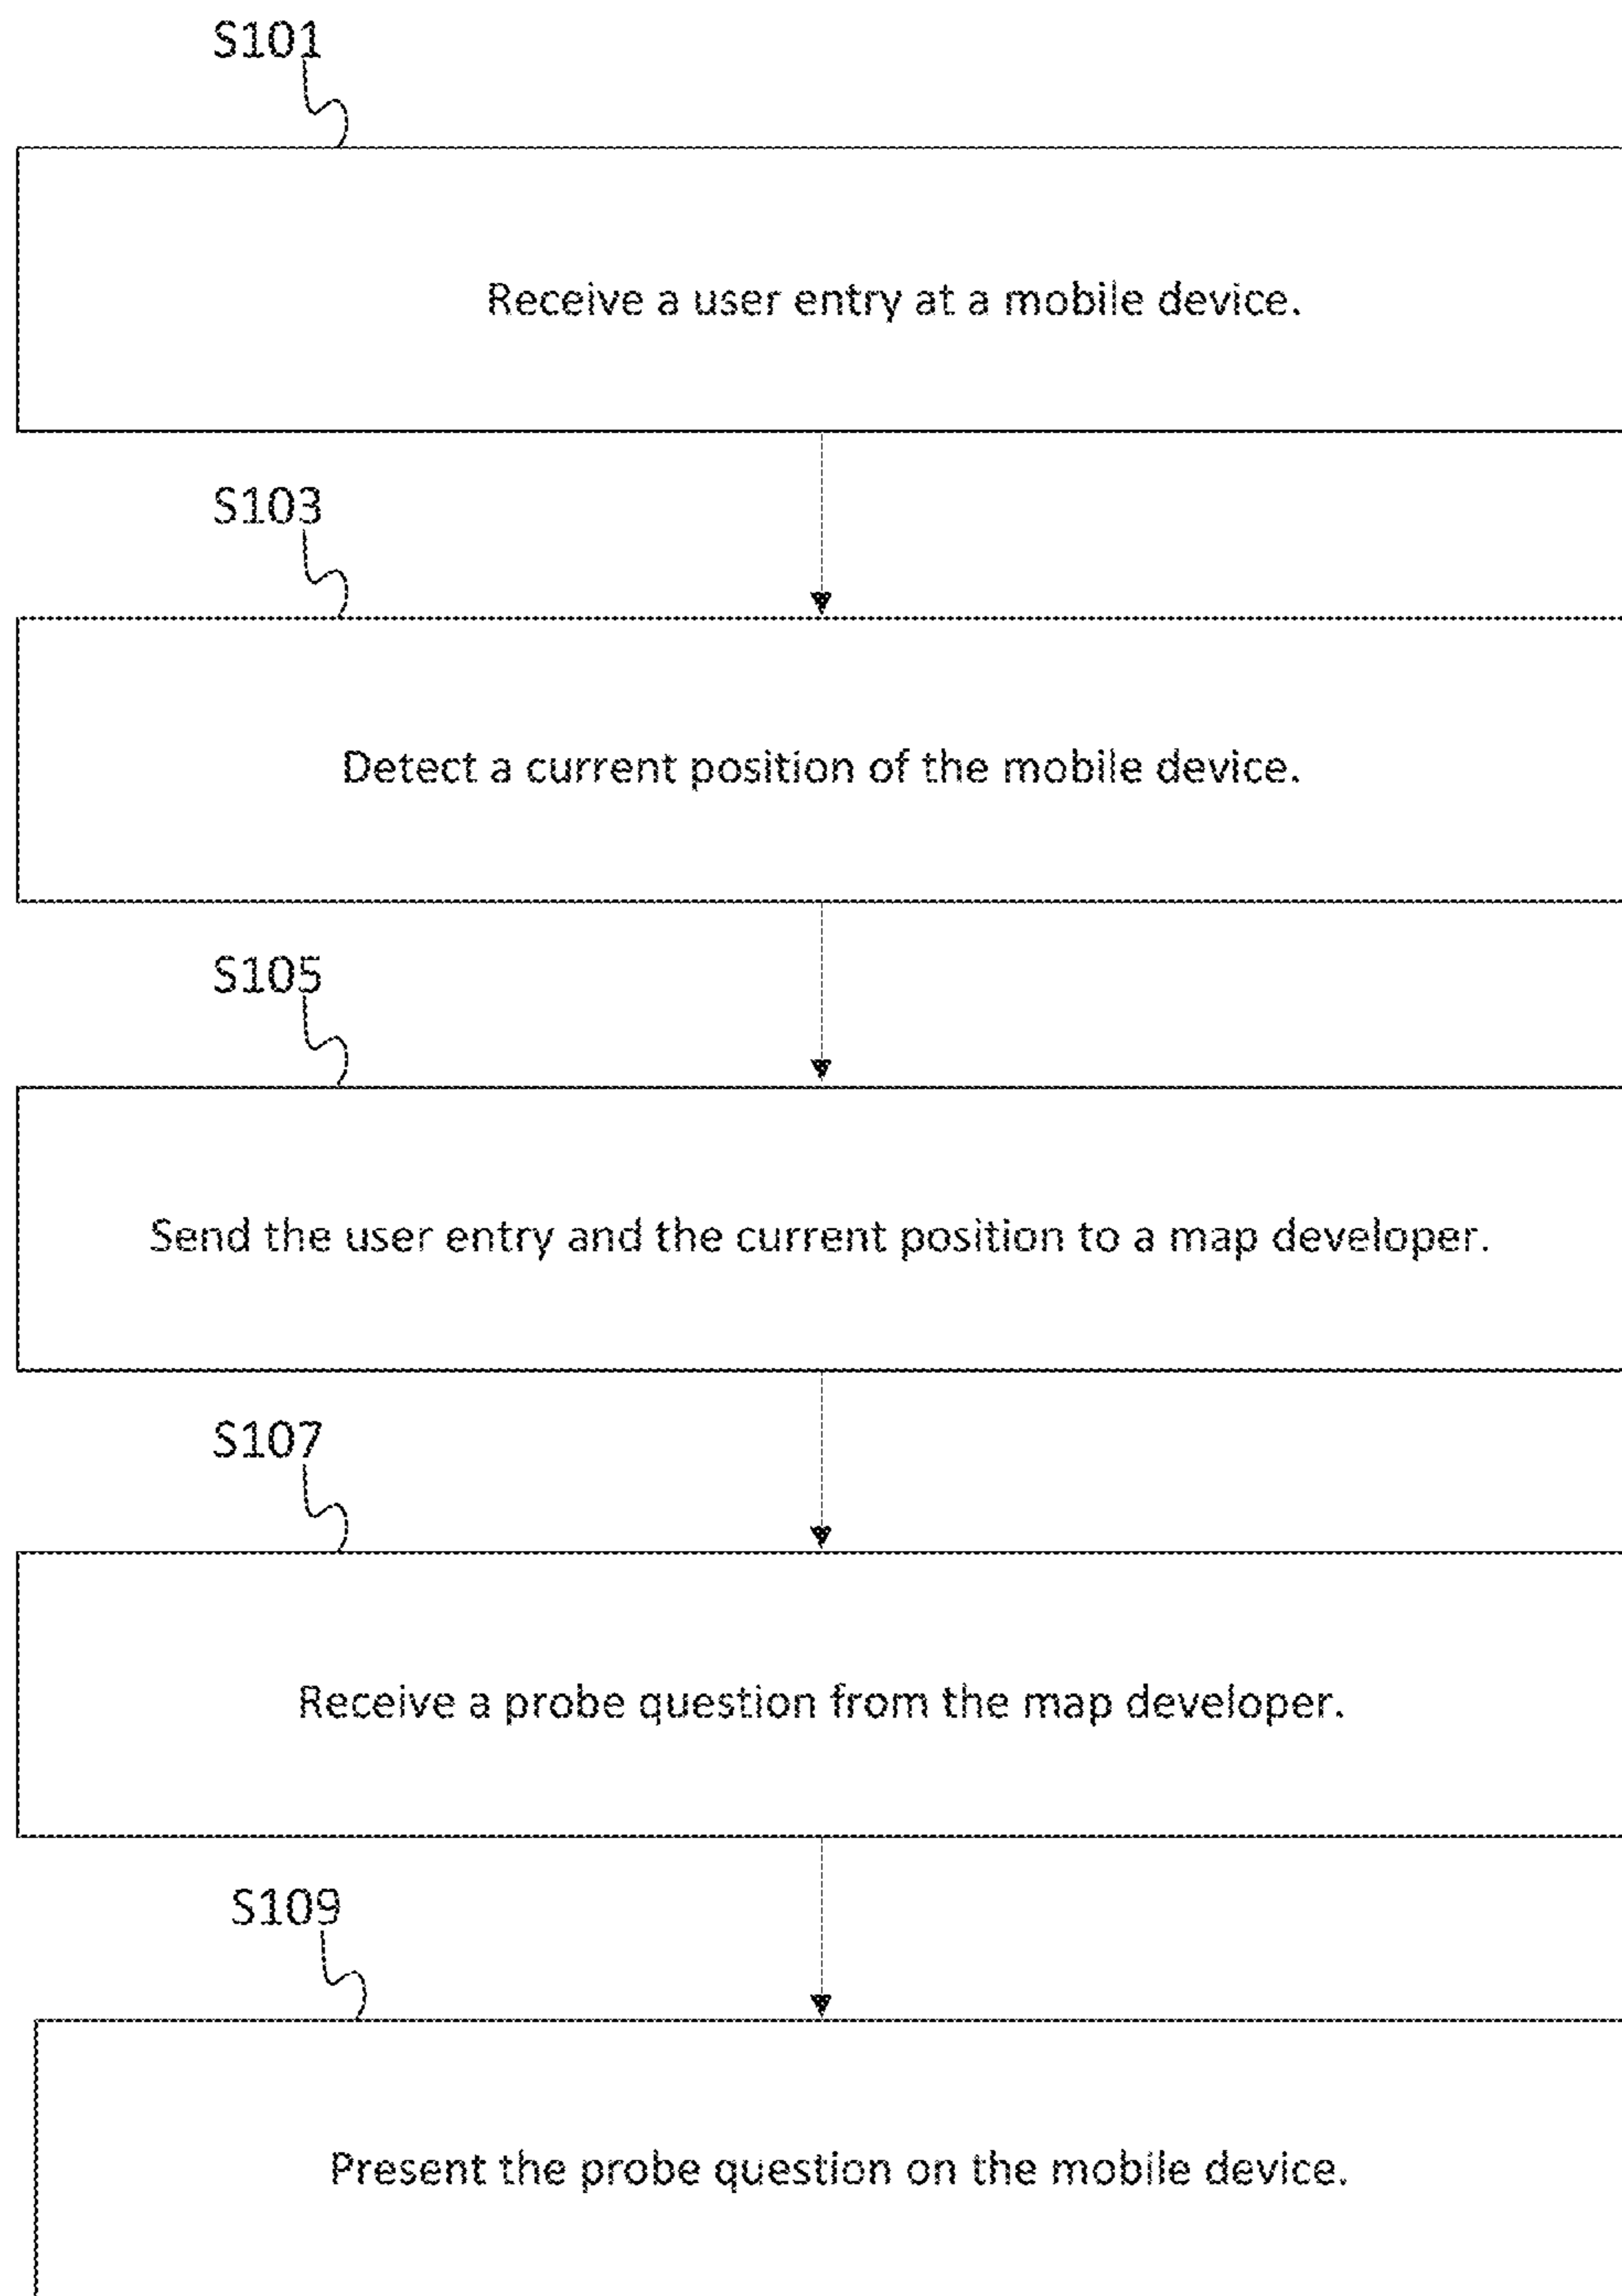 S101
Receive a user entry at a mobile device.
S103
Detect a current position of the mobile device.
S105
Send the user entry and the current position to a map developer.
S107
Receive a probe question from the map developer.
S109
Present the probe question on the mobile device.